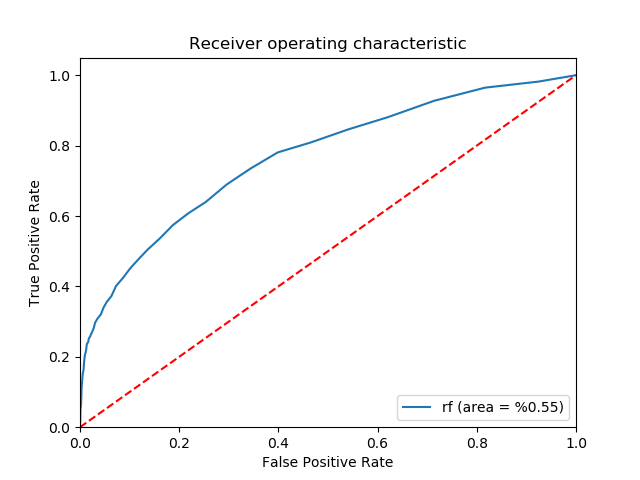 Receiver operating characteristic
True Positive Rate
1.0
0.8
0.6
0.4
0.2
0.0
rf (area = %0.55)
0.0 0.2 0.4 0.6 0.8 1.0
False Positive Rate